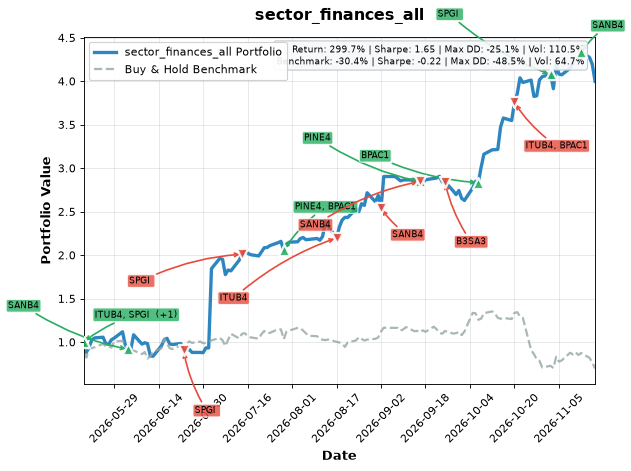 sector_finances_all
SPGI
SANB4
Return: 299.7% | Sharpe: 1.65 | Max DD: -25.1% | Vol: 110.5%
Benchmark: -30.4% | Sharpe: -0.22 | Max DD: -48.5% | Vol: 64.7%
sector_finances_all Portfolio
Buy & Hold Benchmark
4.5
4.0
3.5
3.0
2.5
2.0
1.5
1.0
Portfolio Value
PINE4
BPAC1
ITUB4, BPAC1
PINE4, BPAC1
SANB4
SANB4
B3SA3
SPGI
ITUB4
SANB4
ITUB4, SPGI (+1)
SPGI
2026-05-29
2026-06-14
2026-06-30
2026-07-16
2026-08-01
2026-08-17
2026-09-02
2026-09-18
2026-10-04
2026-10-20
2026-11-05
Date